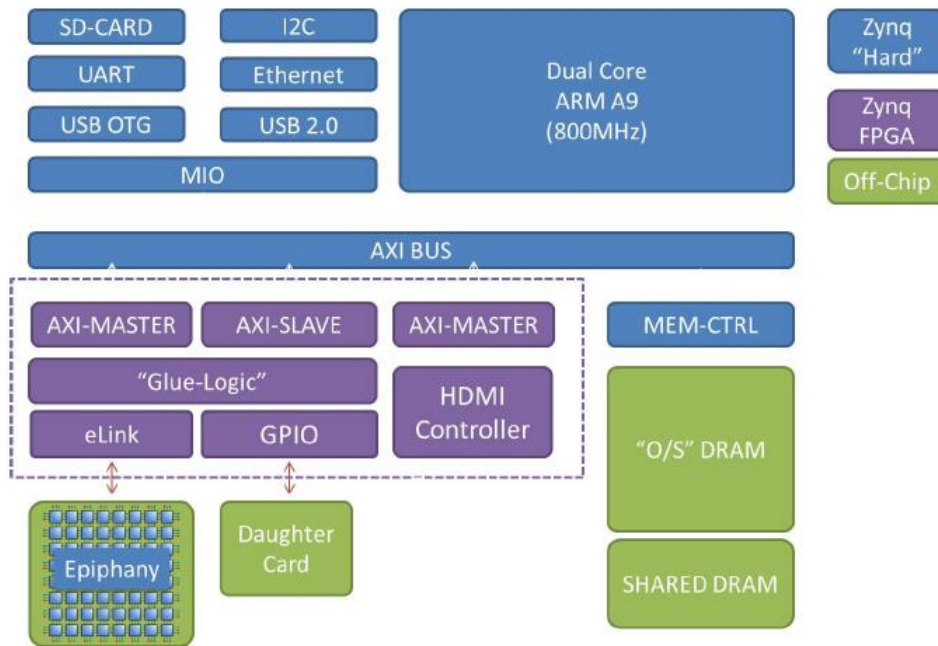 SD-CARD
I2C
UART
Ethernet
USB OTG
USB 2.0
MIO
Dual Core
ARM A9
(800MHz)
Zynq
“Hard”
Zynq
FPGA
Off-Chip
AXI BUS
AXI-MASTER
AXI-SLAVE
AXI-MASTER
MEM-CTRL
“Glue-Logic”
HDMI
Controller
eLink
GPIO
“O/S” DRAM
Epiphany
Daughter
Card
SHARED DRAM